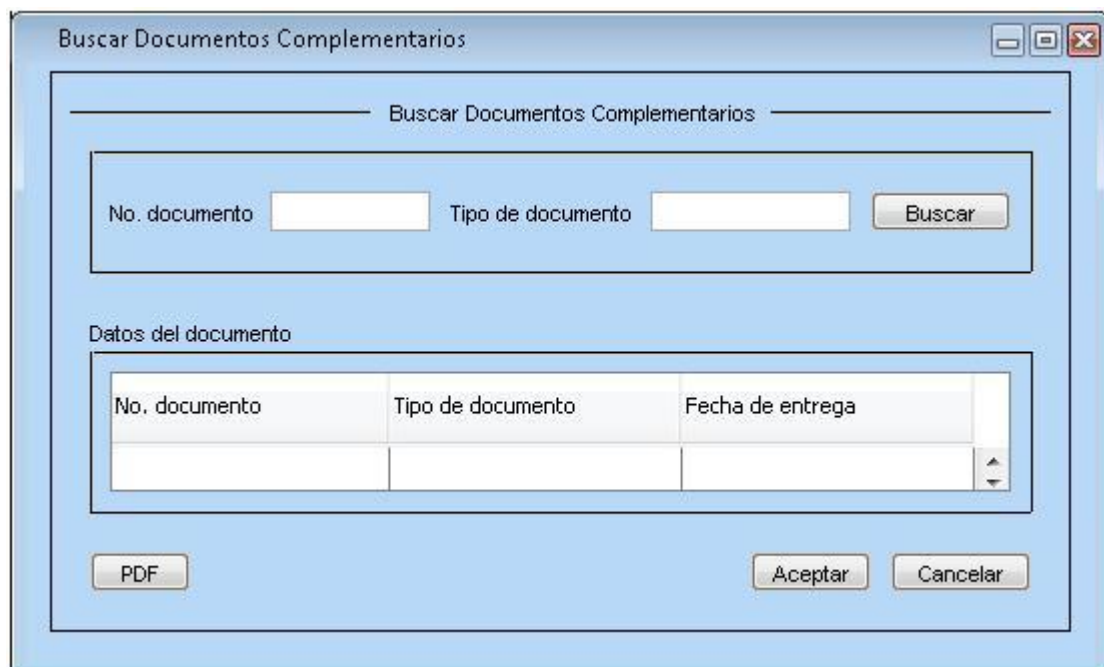 Buscar Documentos Complementarios
Buscar Documentos Complementarios
No. documento Tipo de documento Buscar
Datos del documento
No. documento Tipo de documento Fecha de entrega
PDF Aceptar Cancelar